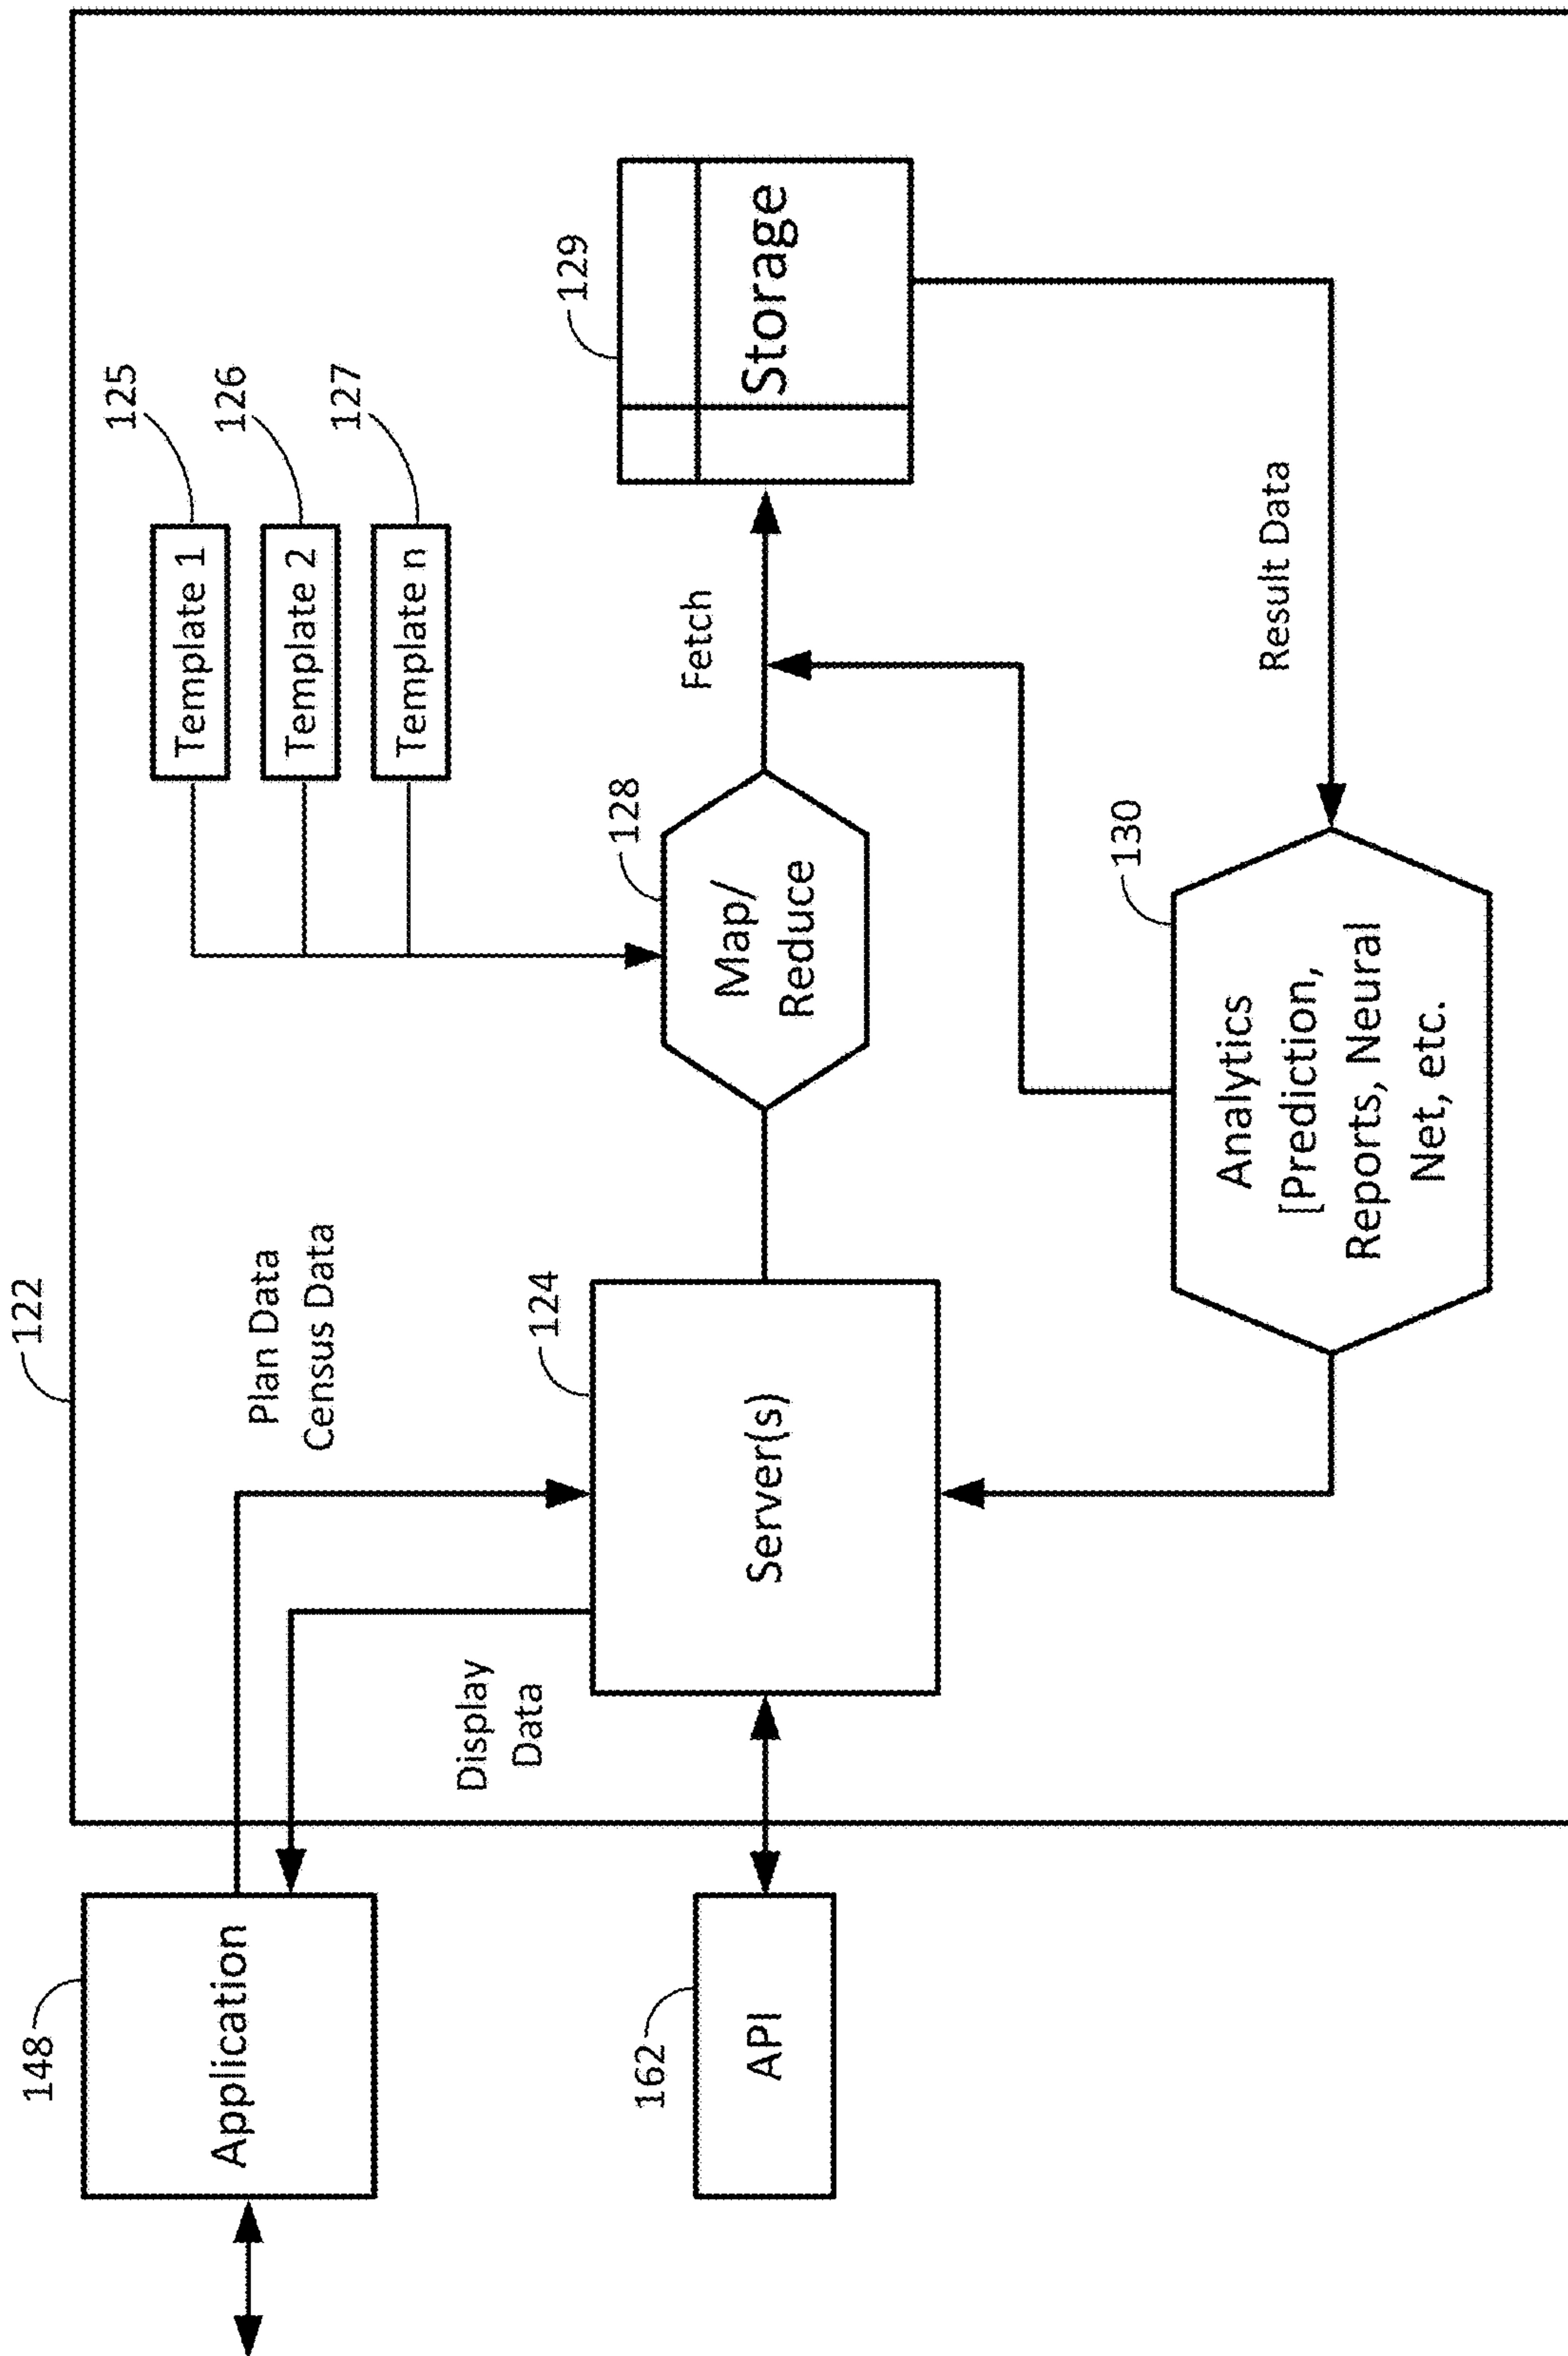 122
148
Application
Plan Data
Census Data
Display
Data
125
Template 1
126
Template 2
127
Template n
162
API
124
Server(s)
128
Map/
Reduce
Fetch
129
Storage
130
Analytics
[Prediction,
Reports, Neural
Net, etc.
Result Data